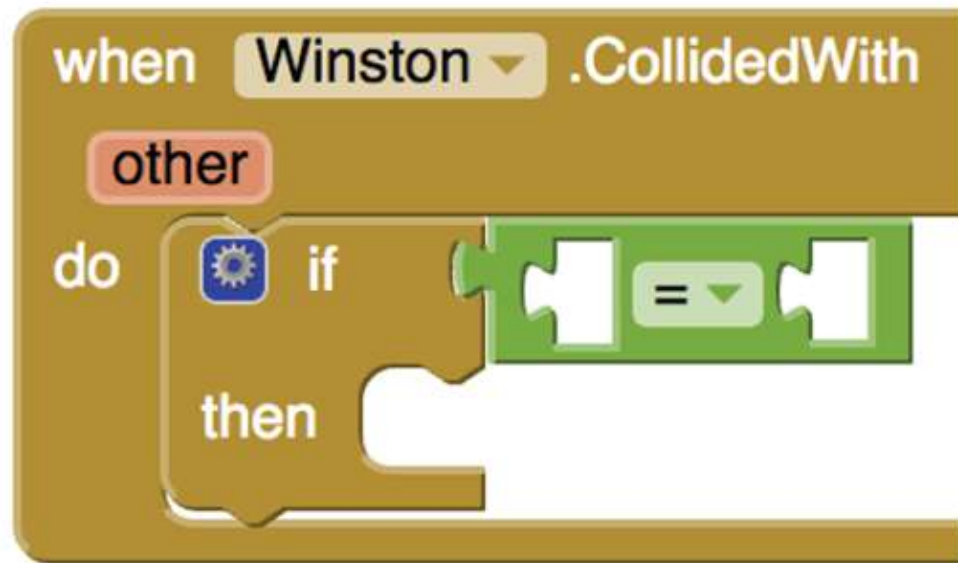 when Winston .CollidedWith
other
do if =
then